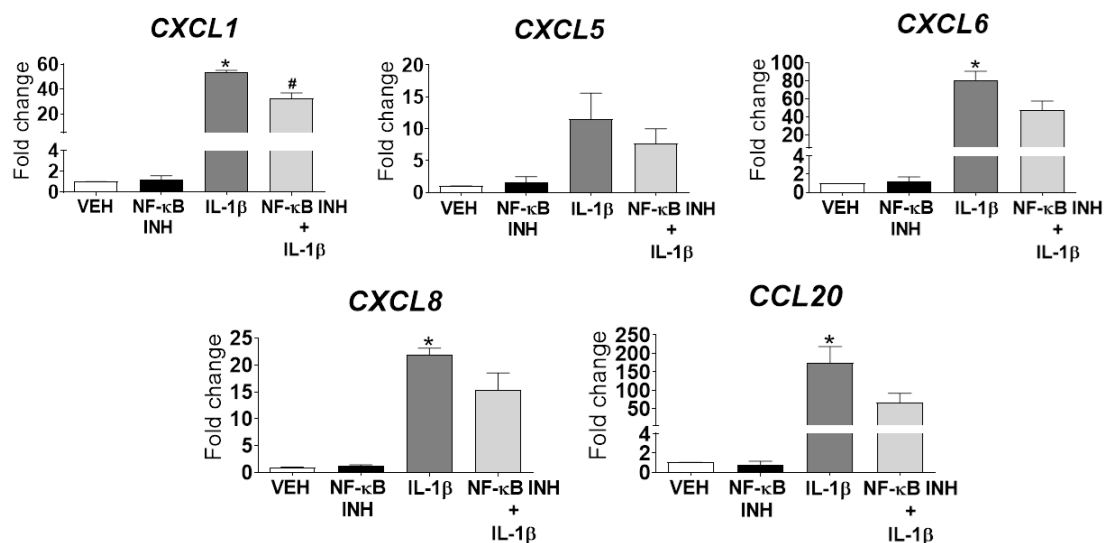 CXCL1
Fold change
60
40
20
4
2
0
*
#
VEH
NF-κB
INH
IL-1β
NF-κB INH
+
IL-1β
CXCL5
Fold change
20
15
10
5
0
VEH
NF-κB
INH
IL-1β
NF-κB INH
+
IL-1β
CXCL6
Fold change
100
80
60
40
20
4
2
0
*
VEH
NF-κB
INH
IL-1β
NF-κB INH
+
IL-1β
CXCL8
Fold change
25
20
15
10
5
0
*
VEH
NF-κB
INH
IL-1β
NF-κB INH
+
IL-1β
CCL20
Fold change
250
200
150
100
50
4
2
0
*
VEH
NF-κB
INH
IL-1β
NF-κB INH
+
IL-1β